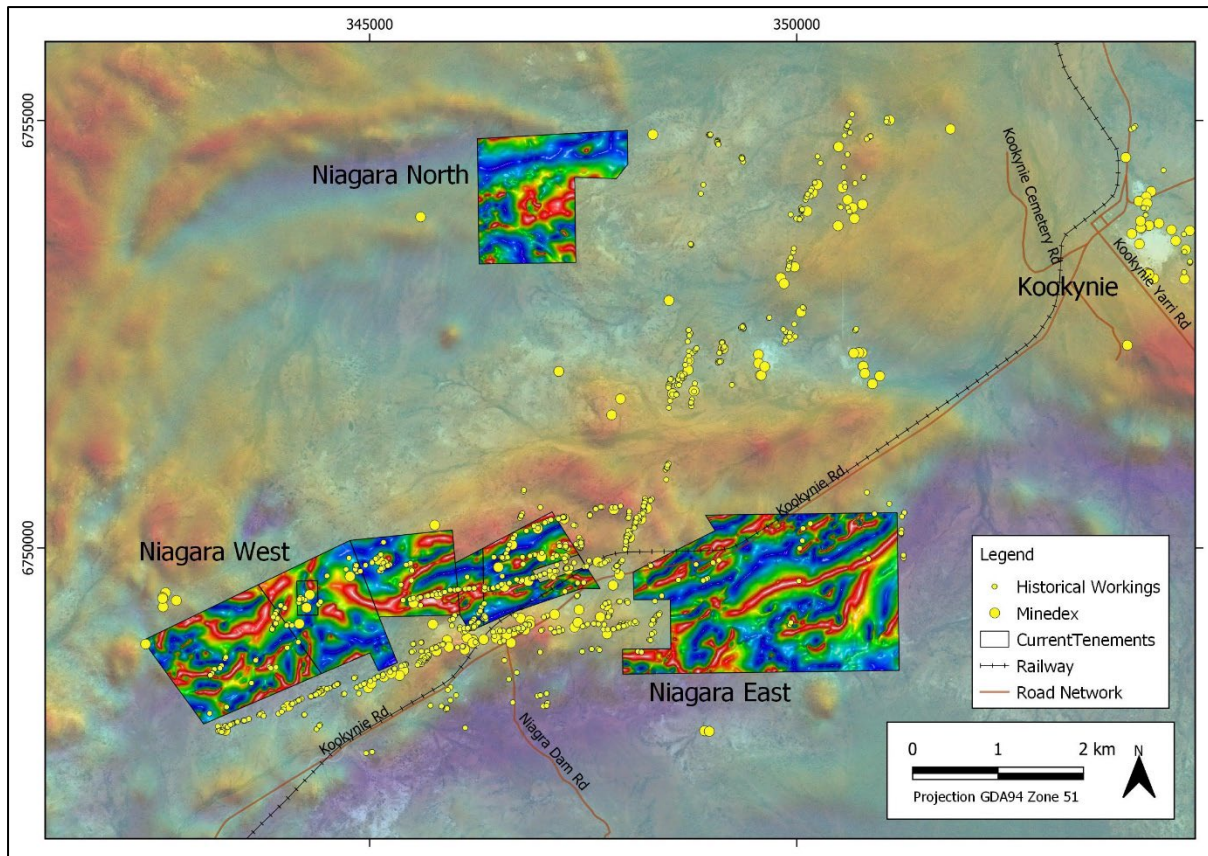 345000
350000
6755000
Niagara North
Kookynie Cemetery Rd
Kookynie
Kookynie Yarri Rd
Kookynie Rd
6750000
Niagara West
Niagara East
Kookynie Rd
Niagra Dam Rd
Legend
Historical Workings
Minedex
CurrentTenements
Railway
Road Network
0 1 2 km
N
Projection GDA94 Zone 51